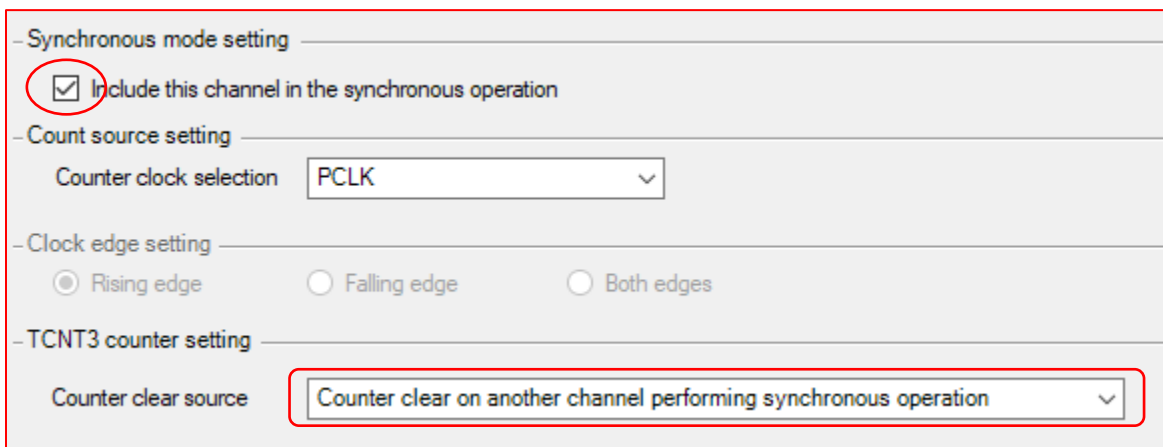 Synchronous mode setting
Include this channel in the synchronous operation
Count source setting
Counter clock selection PCLK
Clock edge setting
Rising edge Falling edge Both edges
TCNT3 counter setting
Counter clear source Counter clear on another channel performing synchronous operation